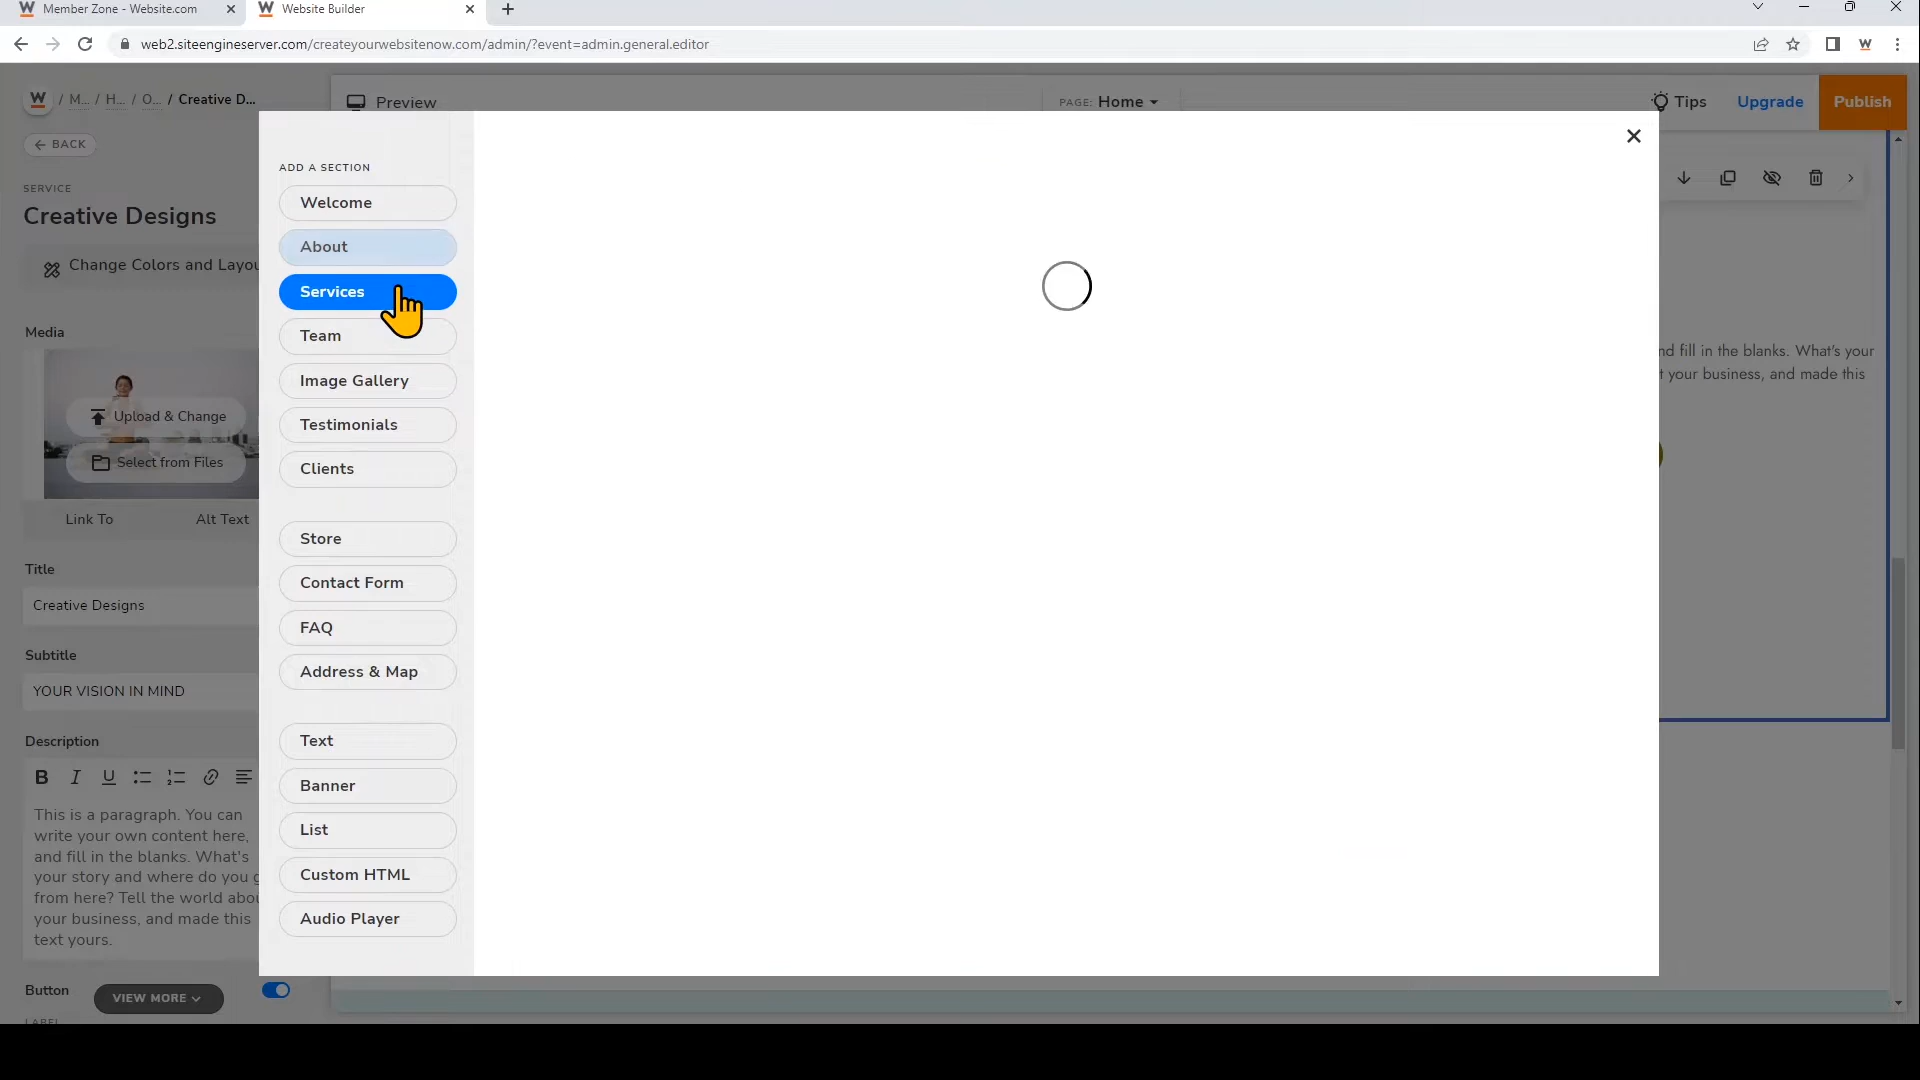 Member Zone - Website.com
Website Builder
web2.siteengineserver.com/createyourwebsitenow.com/admin/?event=admin.general.editor
/ M... / H... / O... / Creative D...
Preview
PAGE: Home
Tips
Upgrade
Publish
BACK
SERVICE
Creative Designs
Change Colors and Layou
Media
Upload & Change
Select from Files
Link To
Alt Text
Title
Creative Designs
Subtitle
YOUR VISION IN MIND
Description
This is a paragraph. You can
write your own content here,
and fill in the blanks. What's
your story and where do you g
from here? Tell the world abou
your business, and made this
text yours.
Button
VIEW MORE
LABEL
ADD A SECTION
Welcome
About
Services
Team
Image Gallery
Testimonials
Clients
Store
Contact Form
FAQ
Address & Map
Text
Banner
List
Custom HTML
Audio Player
nd fill in the blanks. What's your
t your business, and made this